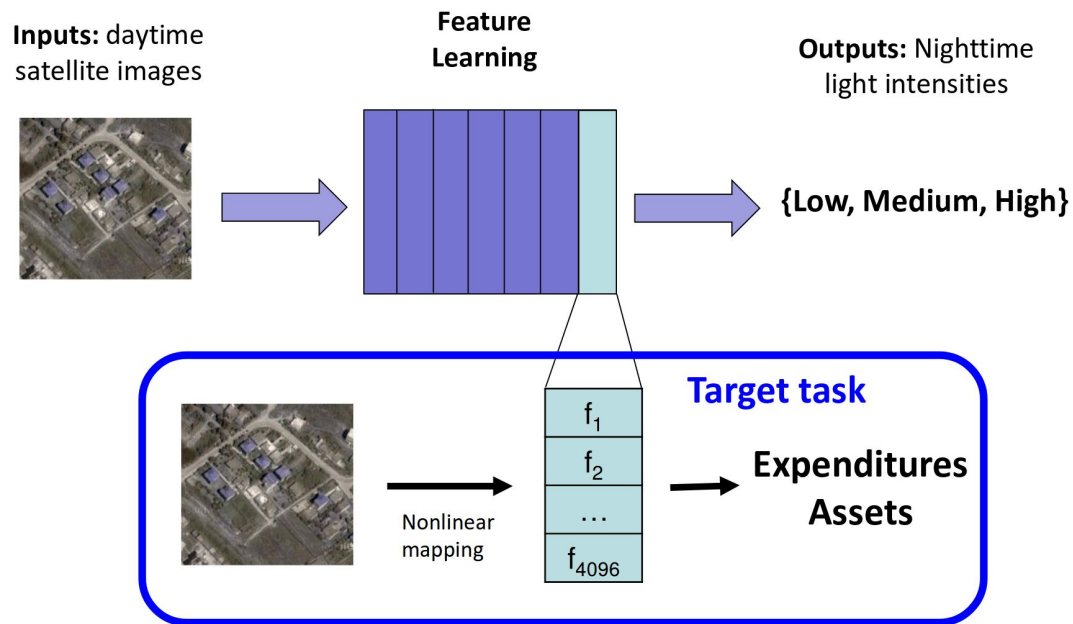 Inputs: daytime
satellite images
Feature
Learning
Outputs: Nighttime
light intensities
{Low, Medium, High}
Target task
Nonlinear
mapping
f1
f2
...
f4096
Expenditures
Assets